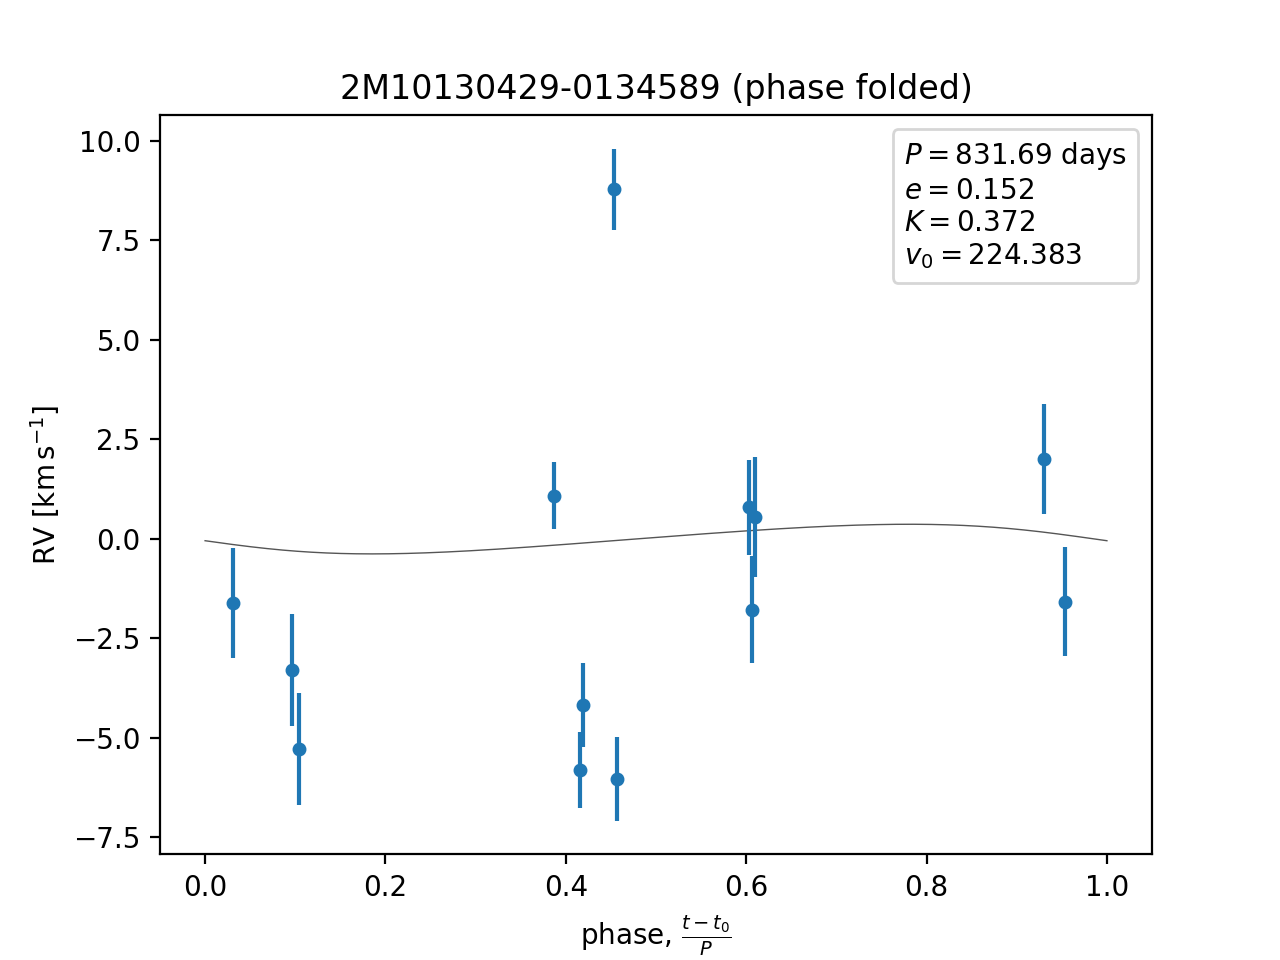 2M10130429-0134589 (phase folded)
P = 831.69 days
e = 0.152
K = 0.372
v₀ = 224.383
10.0
7.5
5.0
2.5
0.0
−2.5
−5.0
−7.5
RV [km s⁻¹]
0.0 0.2 0.4 0.6 0.8 1.0
phase, (t − t₀)/P